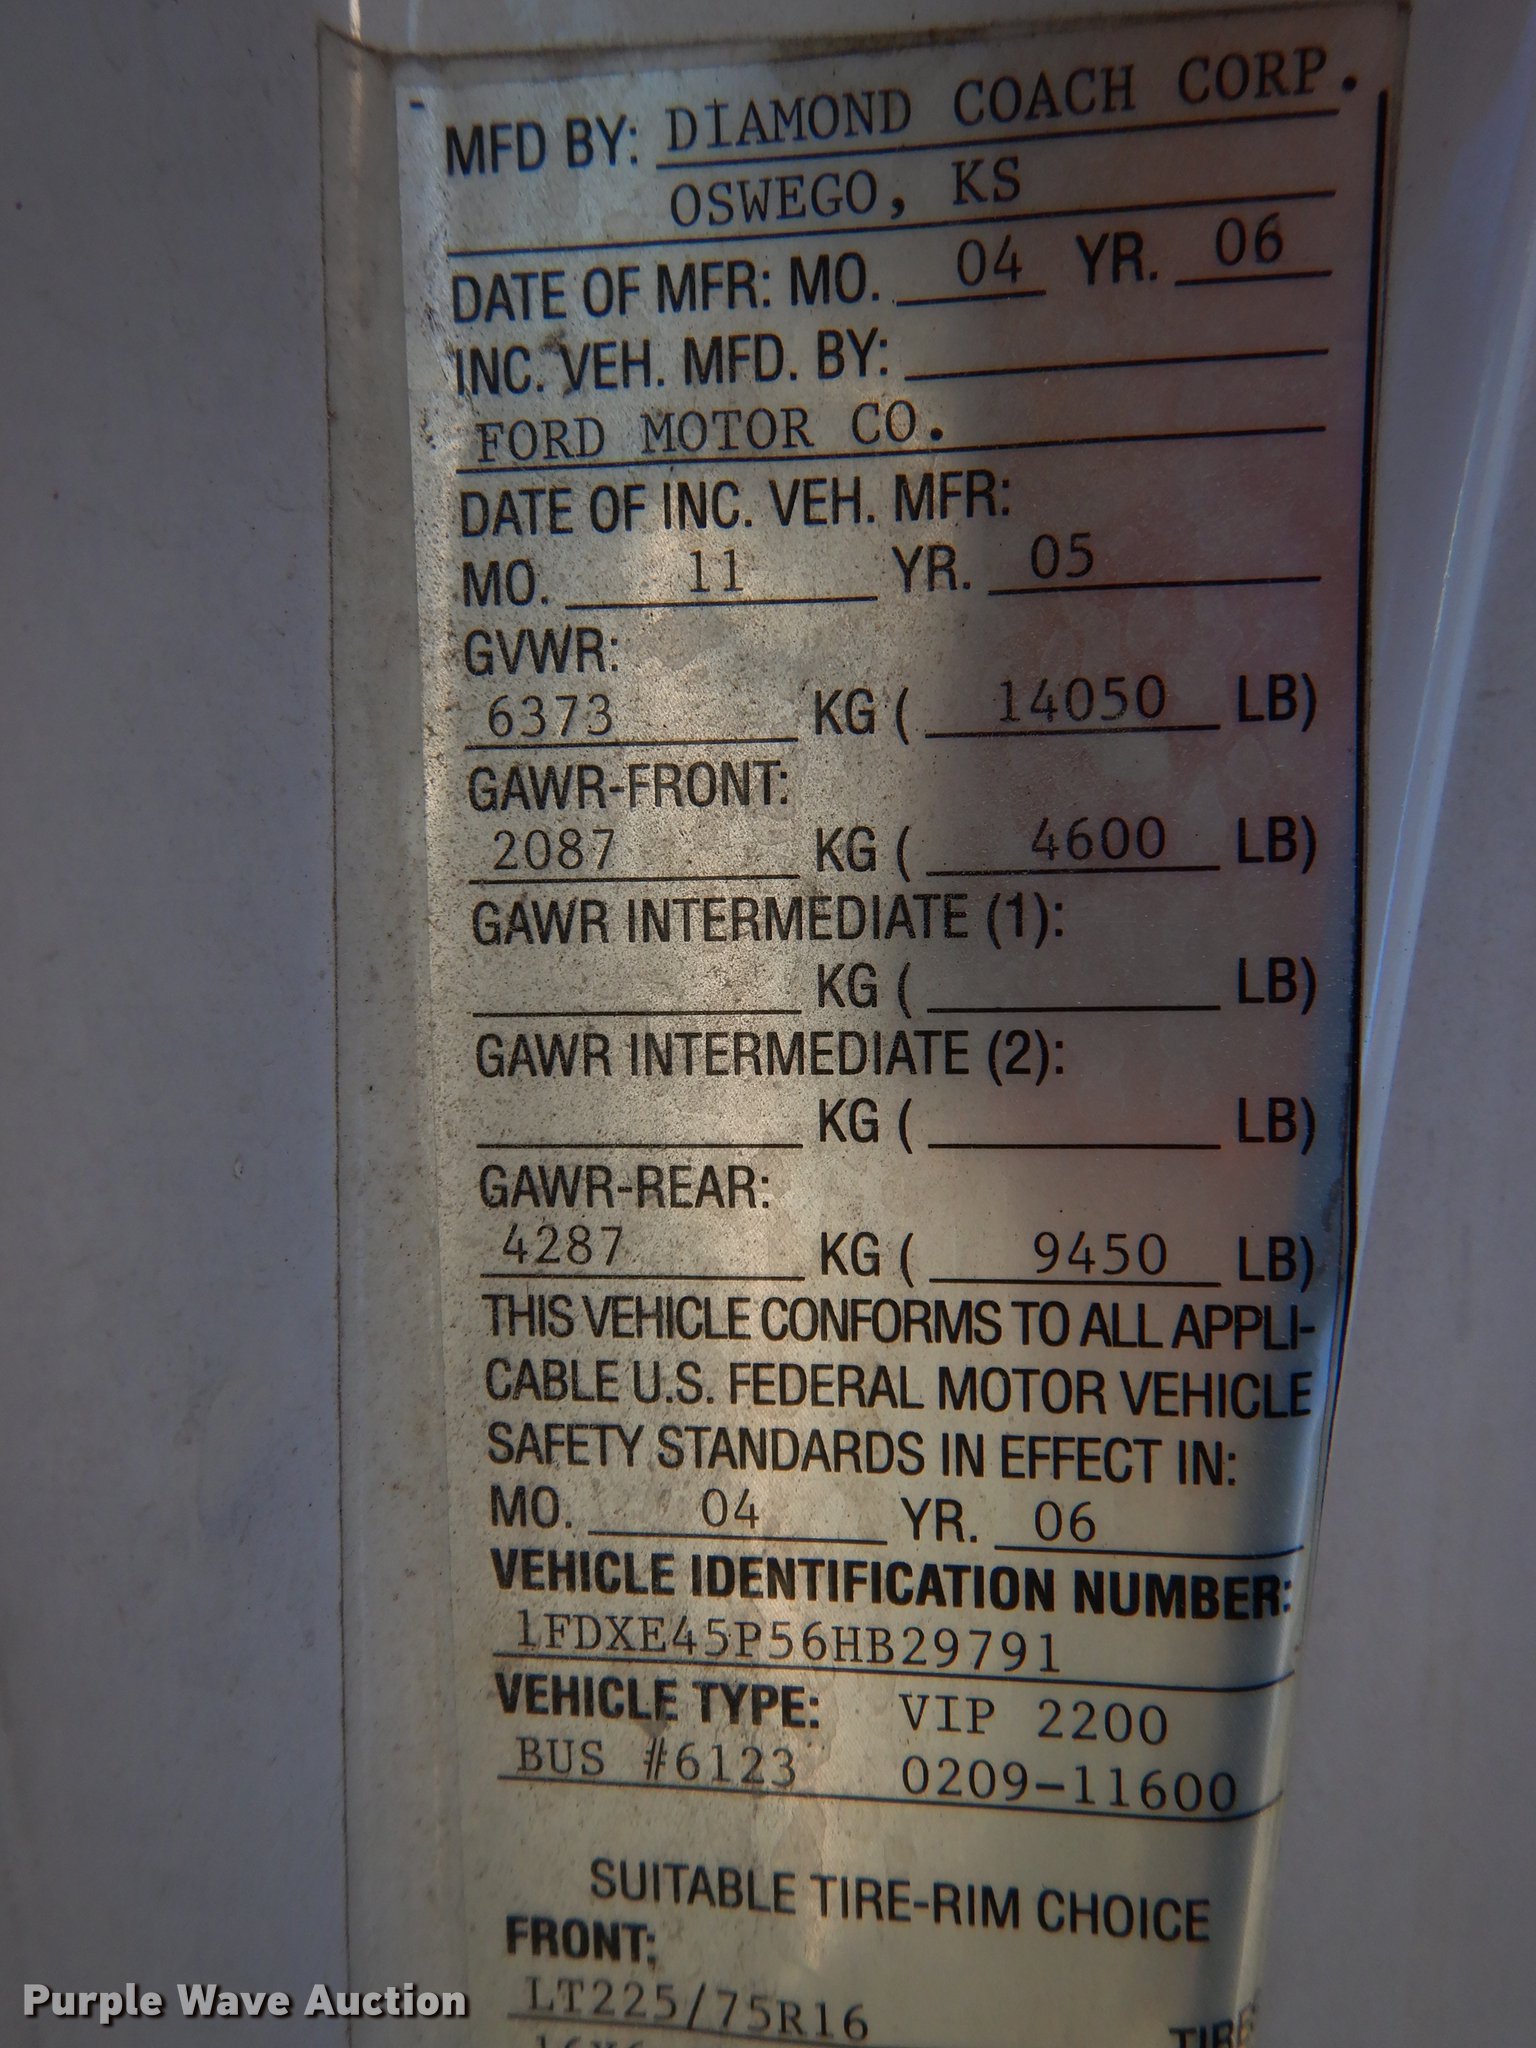 MFD BY: DIAMOND COACH CORP.
OSWEGO, KS
DATE OF MFR: MO. 04 YR. 06
INC. VEH. MFD. BY:
FORD MOTOR CO.
DATE OF INC. VEH. MFR:
MO. 11 YR. 05
GVWR:
6373 KG ( 14050 LB)
GAWR-FRONT:
2087 KG ( 4600 LB)
GAWR INTERMEDIATE (1):
KG ( LB)
GAWR INTERMEDIATE (2):
KG ( LB)
GAWR-REAR:
4287 KG ( 9450 LB)
THIS VEHICLE CONFORMS TO ALL APPLI-
CABLE U.S. FEDERAL MOTOR VEHICLE
SAFETY STANDARDS IN EFFECT IN:
MO. 04 YR. 06
VEHICLE IDENTIFICATION NUMBER:
1FDXE45P56HB29791
VEHICLE TYPE: VIP 2200
BUS #6123 0209-11600
SUITABLE TIRE-RIM CHOICE
FRONT:
LT225/75R16
Purple Wave Auction